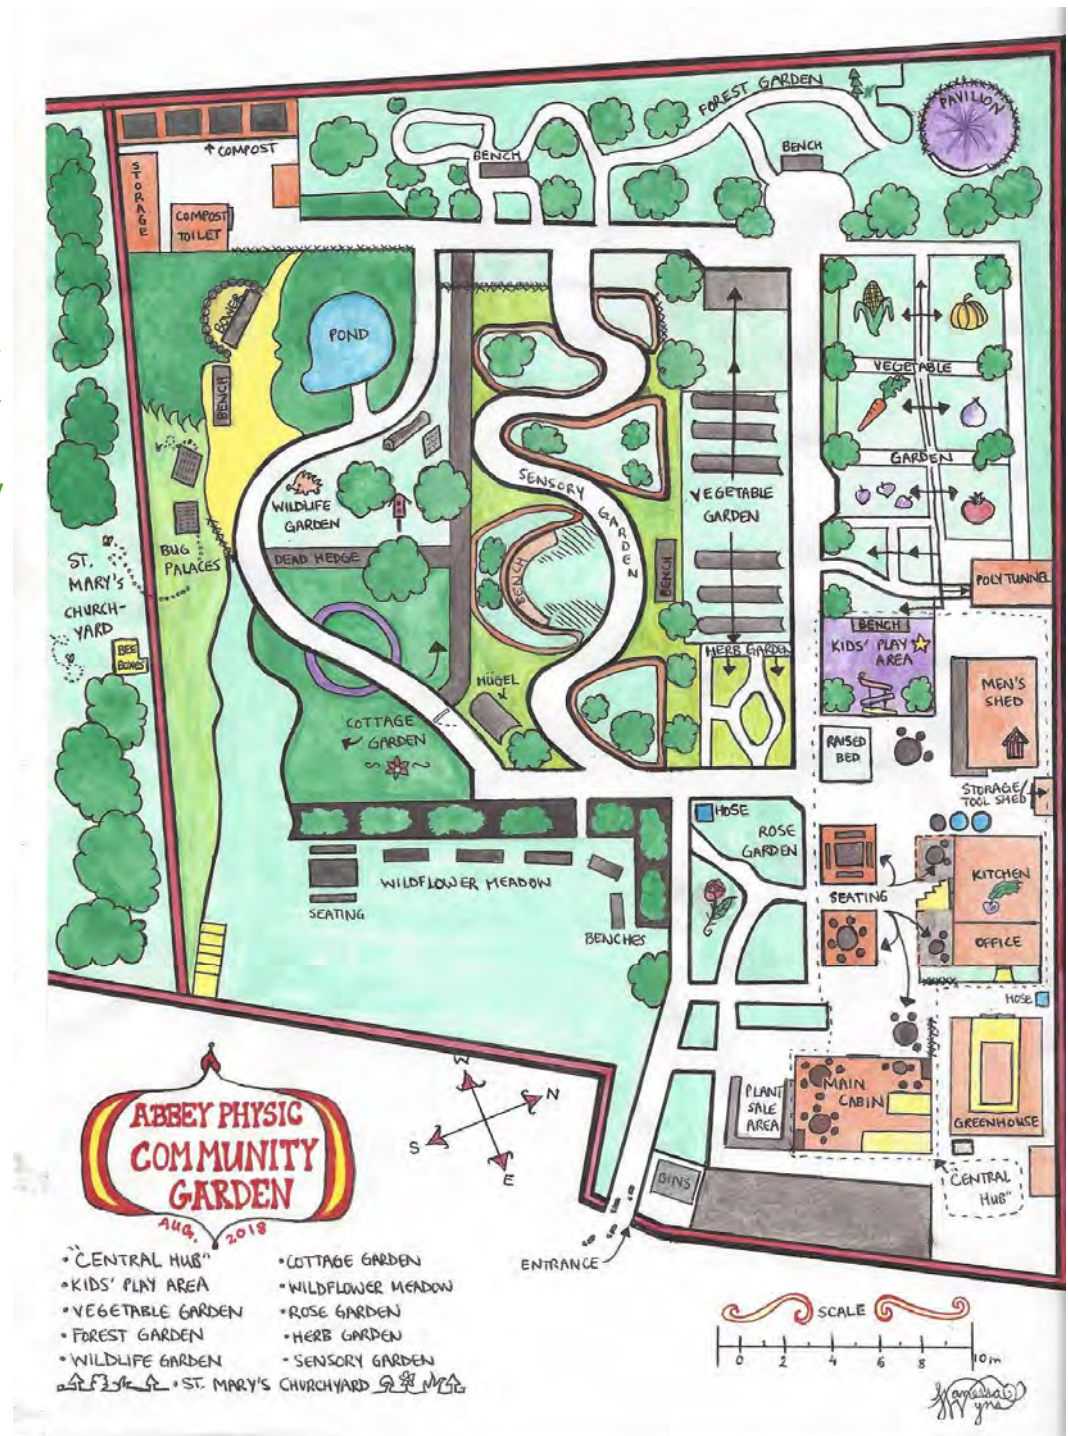 FOREST GARDEN
PAVILION
↑ COMPOST
BENCH
BENCH
STORAGE
COMPOST
TOILET
BOWER
POND
BENCH
VEGETABLE
GARDEN
SENSORY
GARDEN
WILDLIFE
GARDEN
VEGETABLE
GARDEN
DEAD HEDGE
BENCH
BENCH
BUG
PALACES
ST.
MARY'S
CHURCH-
YARD
BEE
BOXES
POLY TUNNEL
BENCH
KIDS' PLAY
AREA
HERB GARDEN
HÜGEL
MEN'S
SHED
COTTAGE
GARDEN
RAISED
BED
STORAGE/
TOOL SHED
HOSE
ROSE
GARDEN
KITCHEN
WILDFLOWER MEADOW
SEATING
SEATING
BENCHES
OFFICE
HOSE
MAIN
CABIN
PLANT
SALE
AREA
GREENHOUSE
BINS
"CENTRAL
HUB"
ENTRANCE
W
N
S
E
ABBEY PHYSIC
COMMUNITY
GARDEN
AUG. 2018
• "CENTRAL HUB"
• KIDS' PLAY AREA
• VEGETABLE GARDEN
• FOREST GARDEN
• WILDLIFE GARDEN
• COTTAGE GARDEN
• WILDFLOWER MEADOW
• ROSE GARDEN
• HERB GARDEN
• SENSORY GARDEN
• ST. MARY'S CHURCHYARD
SCALE
0 2 4 6 8 10m
Vanessa